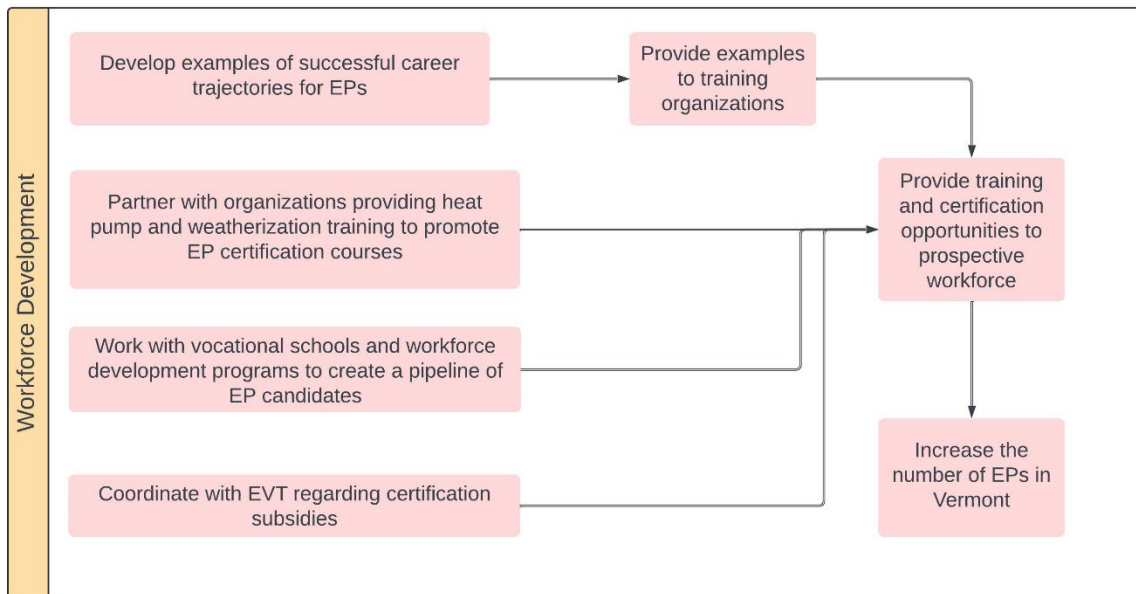 Workforce Development
Develop examples of successful career
trajectories for EPs
Provide examples
to training
organizations
Partner with organizations providing heat
pump and weatherization training to promote
EP certification courses
Provide training
and certification
opportunities to
prospective
workforce
Work with vocational schools and workforce
development programs to create a pipeline of
EP candidates
Coordinate with EVT regarding certification
subsidies
Increase the
number of EPs in
Vermont